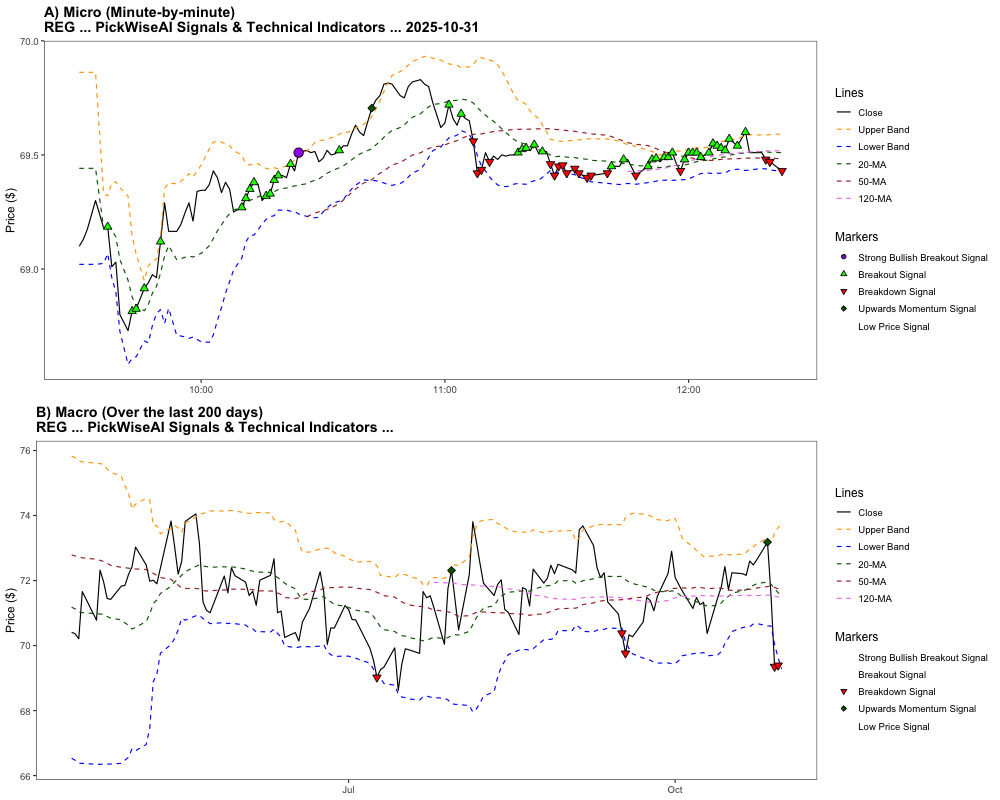 A) Micro (Minute-by-minute)
REG ... PickWiseAI Signals & Technical Indicators ... 2025-10-31
Price ($)
70.0
69.5
69.0
10:00
11:00
12:00
Lines
Close
Upper Band
Lower Band
20-MA
50-MA
120-MA
Markers
Strong Bullish Breakout Signal
Breakout Signal
Breakdown Signal
Upwards Momentum Signal
Low Price Signal
B) Macro (Over the last 200 days)
REG ... PickWiseAI Signals & Technical Indicators ...
Price ($)
76
74
72
70
68
66
Jul
Oct
Lines
Close
Upper Band
Lower Band
20-MA
50-MA
120-MA
Markers
Strong Bullish Breakout Signal
Breakout Signal
Breakdown Signal
Upwards Momentum Signal
Low Price Signal